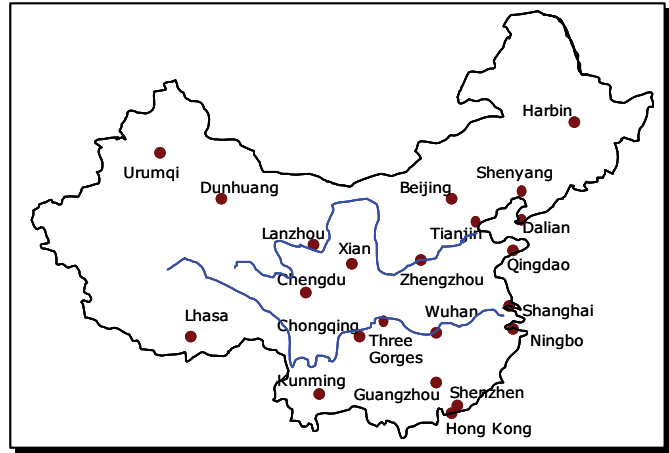 Harbin
Urumqi
Shenyang
Dunhuang
Beijing
Dalian
Lanzhou
Tianjin
Xian
Qingdao
Chengdu
Zhengzhou
Lhasa
Wuhan
Shanghai
Chongqing
Three
Gorges
Ningbo
Kunming
Guangzhou
Shenzhen
Hong Kong